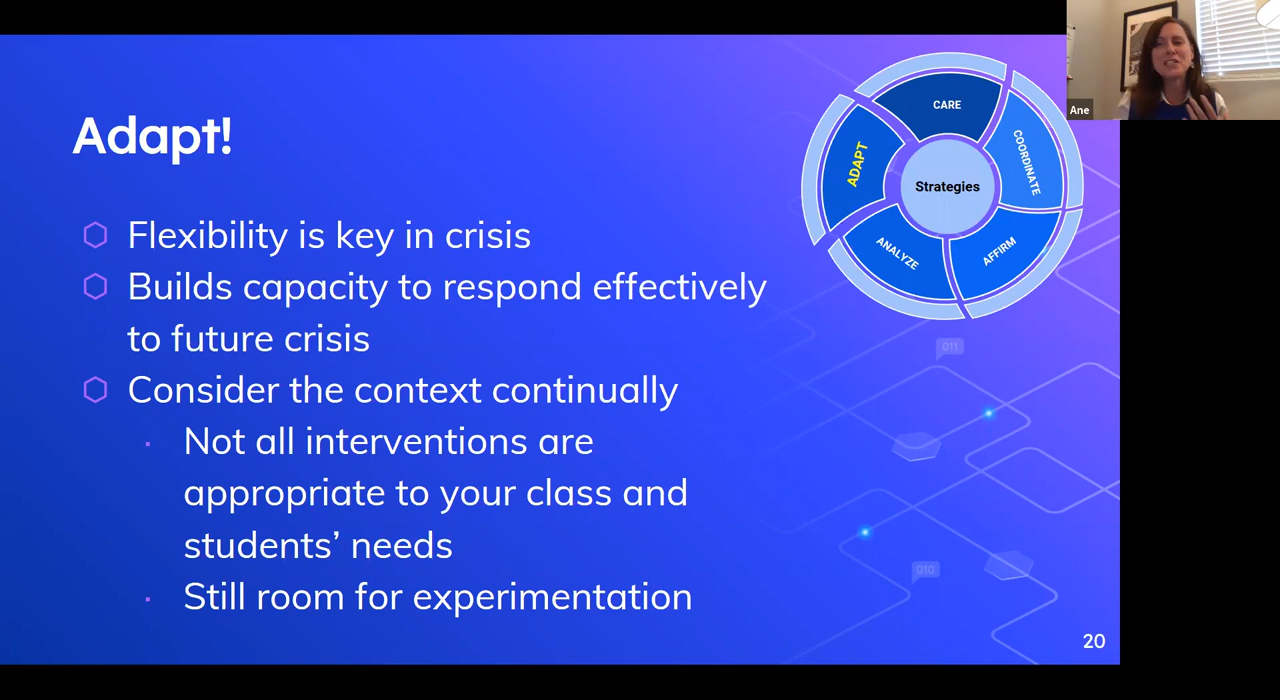 Adapt!
Flexibility is key in crisis
Builds capacity to respond effectively
to future crisis
Consider the context continually
Not all interventions are
appropriate to your class and
students’ needs
Still room for experimentation
CARE
COORDINATE
AFFIRM
ANALYZE
ADAPT
Strategies
Ane
011
010
20